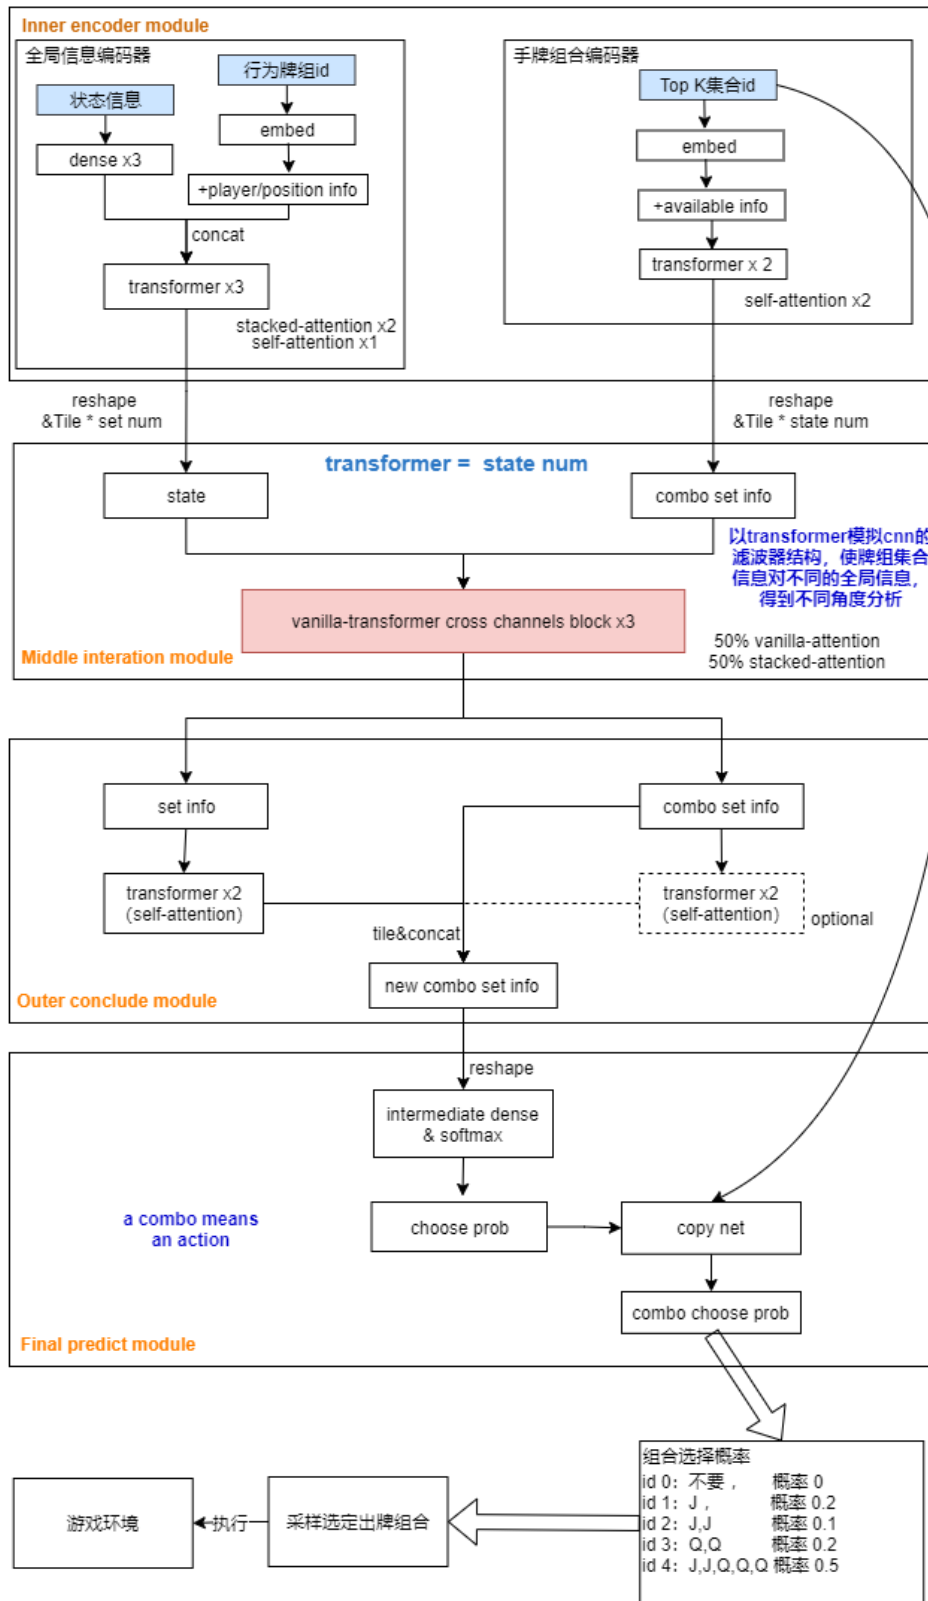 Inner encoder module
全局信息编码器
状态信息
dense x3
行为牌组id
embed
+player/position info
concat
transformer x3
stacked-attention x2
self-attention x1
手牌组合编码器
Top K集合id
embed
+available info
transformer x 2
self-attention x2
reshape
&Tile * set num
reshape
&Tile * state num
transformer = state num
state
combo set info
以transformer模拟cnn的
滤波器结构，使牌组集合
信息对不同的全局信息，
得到不同角度分析
vanilla-transformer cross channels block x3
50% vanilla-attention
50% stacked-attention
Middle interation module
set info
combo set info
transformer x2
(self-attention)
transformer x2
(self-attention)
optional
tile&concat
new combo set info
Outer conclude module
reshape
intermediate dense
& softmax
a combo means
an action
choose prob
copy net
combo choose prob
Final predict module
组合选择概率
id 0：不要， 概率 0
id 1：J， 概率 0.2
id 2：J,J 概率 0.1
id 3：Q,Q 概率 0.2
id 4：J,J,Q,Q,Q 概率 0.5
采样选定出牌组合
执行
游戏环境